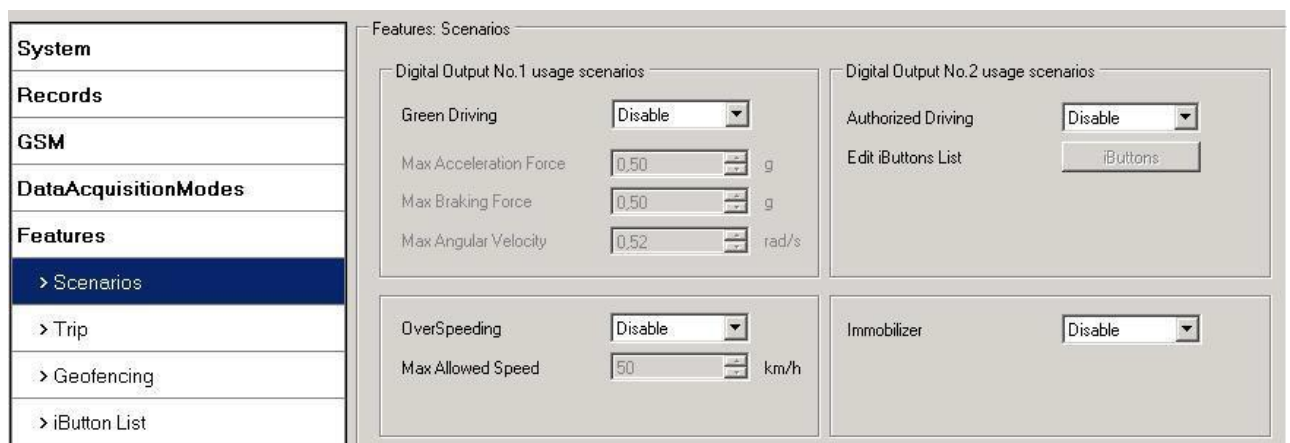 System
Records
GSM
DataAcquisitionModes
Features
> Scenarios
> Trip
> Geofencing
> iButton List
Features: Scenarios
Digital Output No.1 usage scenarios
Green Driving Disable
Max Acceleration Force 0,50 g
Max Braking Force 0,50 g
Max Angular Velocity 0,52 rad/s
Digital Output No.2 usage scenarios
Authorized Driving Disable
Edit iButtons List iButtons
OverSpeeding Disable
Max Allowed Speed 50 km/h
Immobilizer Disable